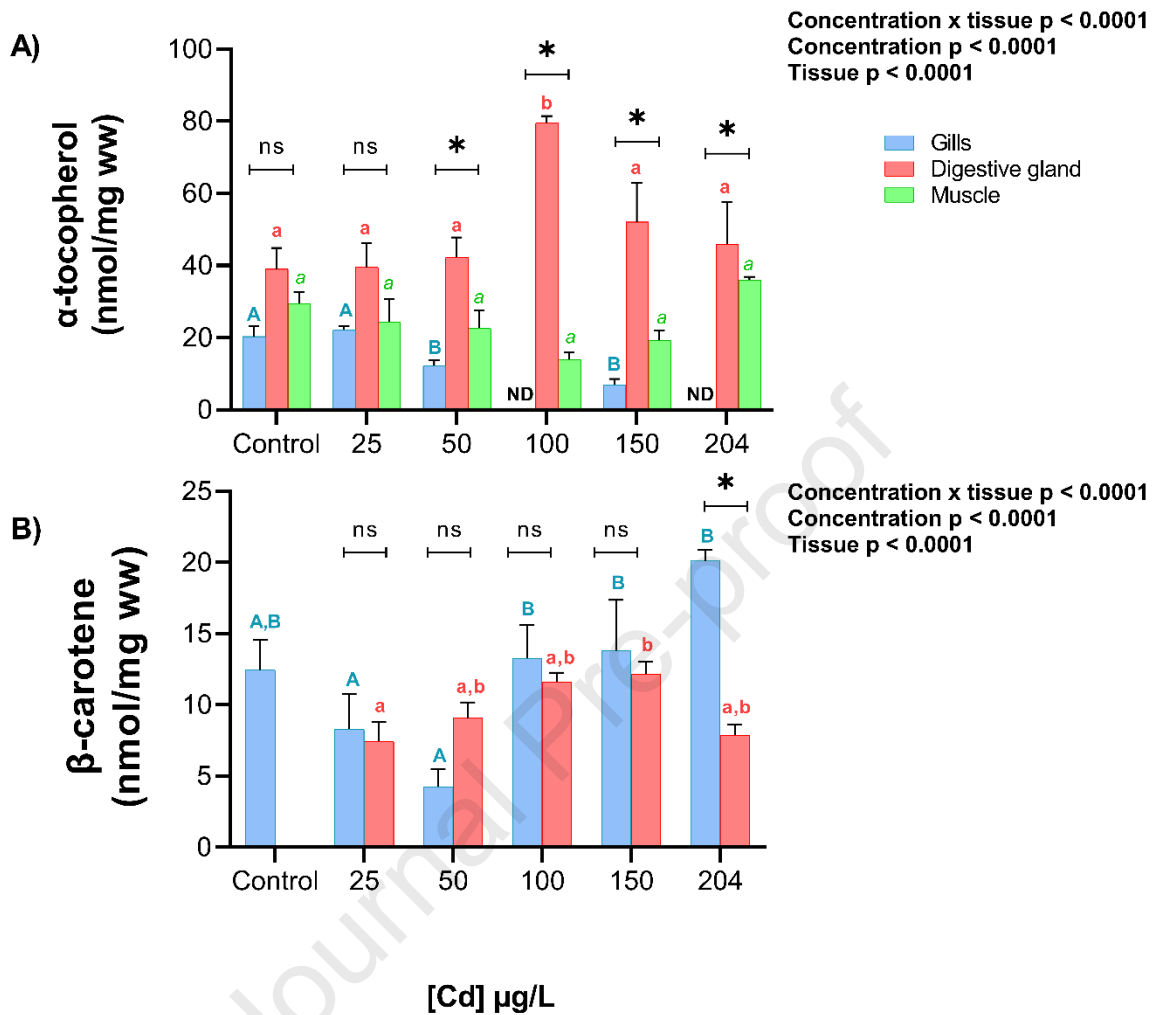 A)
α-tocopherol
(nmol/mg ww)
100
80
60
40
20
0
ns
ns
*
*
*
*
A
a
a
A
a
a
B
a
a
ND
b
a
B
a
a
ND
a
a
Control
25
50
100
150
204
Concentration x tissue p < 0.0001
Concentration p < 0.0001
Tissue p < 0.0001
Gills
Digestive gland
Muscle
B)
β-carotene
(nmol/mg ww)
25
20
15
10
5
0
ns
ns
ns
ns
*
A,B
A
a
A
a,b
B
a,b
B
b
B
a,b
Control
25
50
100
150
204
Concentration x tissue p < 0.0001
Concentration p < 0.0001
Tissue p < 0.0001
[Cd] µg/L
Journal Pre-proof